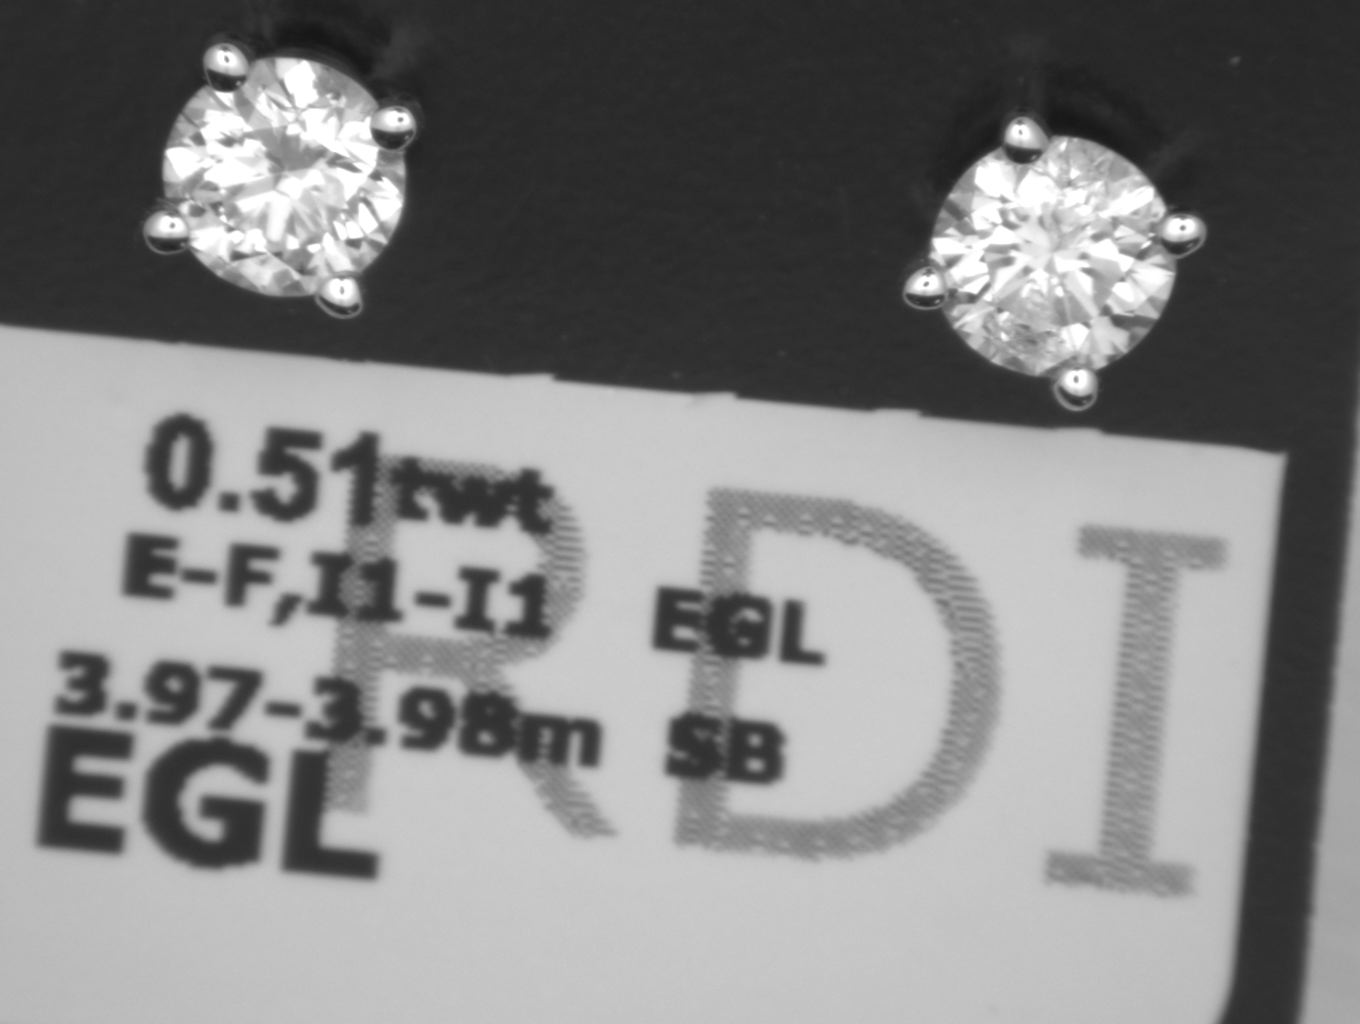 0.51twt
E-F,I1-I1 EGL
3.97-3.98m SB
EGL
RDI